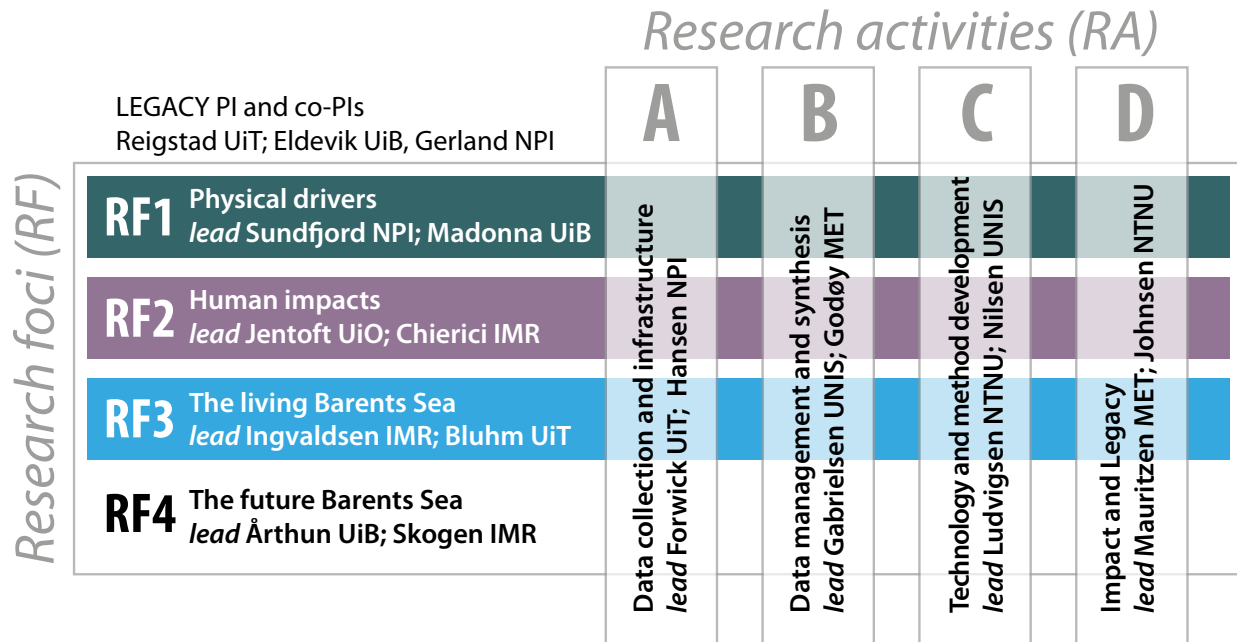 Research activities (RA)
A
B
C
D
LEGACY PI and co-PIs
Reigstad UiT; Eldevik UiB, Gerland NPI
Research foci (RF)
RF1
Physical drivers
lead Sundfjord NPI; Madonna UiB
RF2
Human impacts
lead Jentoft UiO; Chierici IMR
RF3
The living Barents Sea
lead Ingvaldsen IMR; Bluhm UiT
RF4
The future Barents Sea
lead Årthun UiB; Skogen IMR
Data collection and infrastructure
lead Forwick UiT; Hansen NPI
Data management and synthesis
lead Gabrielsen UNIS; Godøy MET
Technology and method development
lead Ludvigsen NTNU; Nilsen UNIS
Impact and Legacy
lead Mauritzen MET; Johnsen NTNU